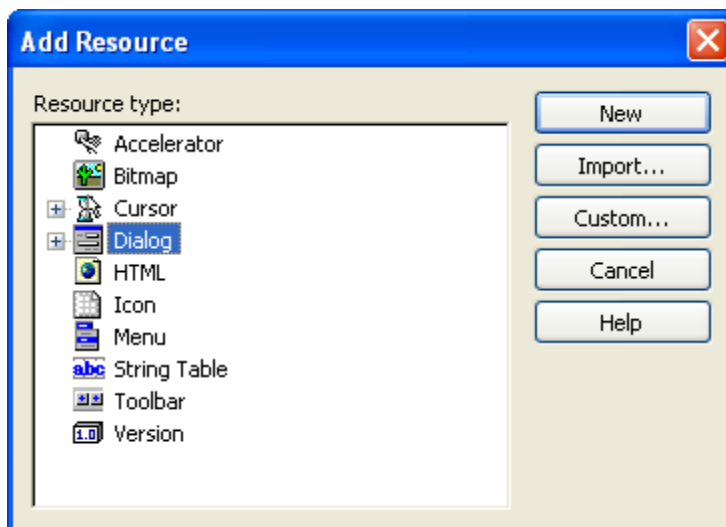 Add Resource
Resource type:
Accelerator
Bitmap
Cursor
Dialog
HTML
Icon
Menu
abc String Table
Toolbar
1.0 Version
New
Import...
Custom...
Cancel
Help